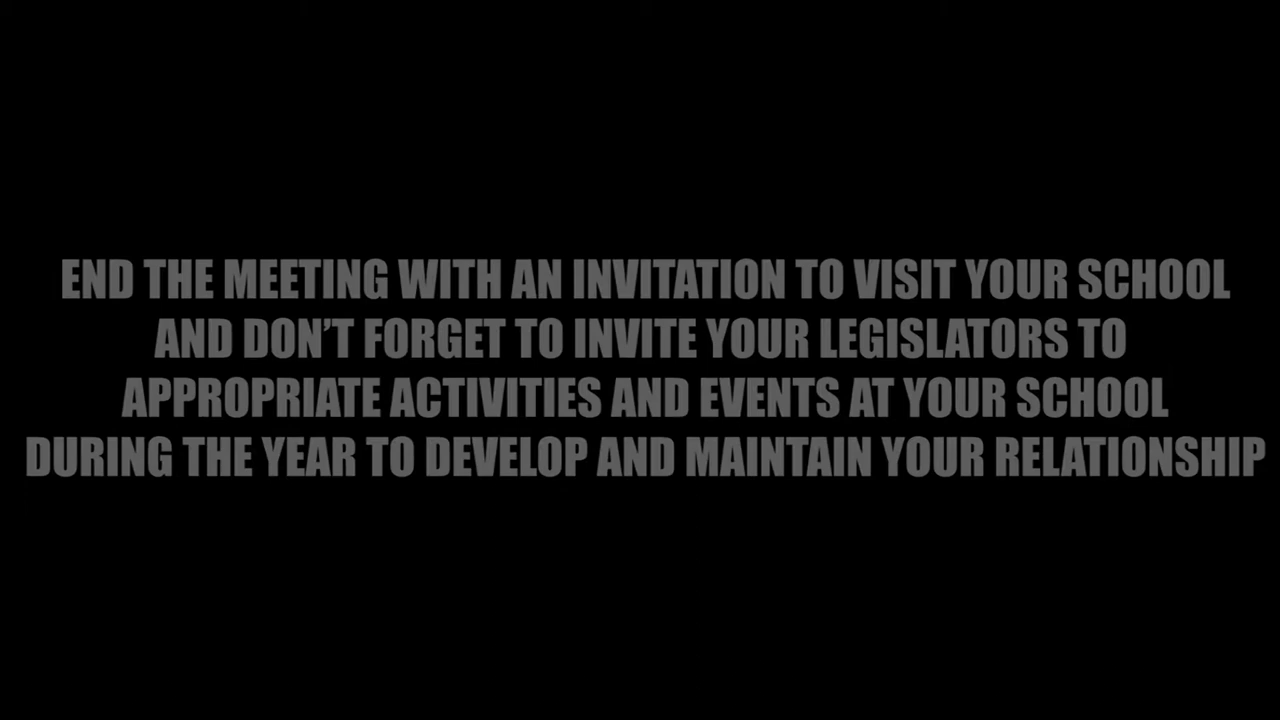 END THE MEETING WITH AN INVITATION TO VISIT YOUR SCHOOL
AND DON’T FORGET TO INVITE YOUR LEGISLATORS TO
APPROPRIATE ACTIVITIES AND EVENTS AT YOUR SCHOOL
DURING THE YEAR TO DEVELOP AND MAINTAIN YOUR RELATIONSHIP